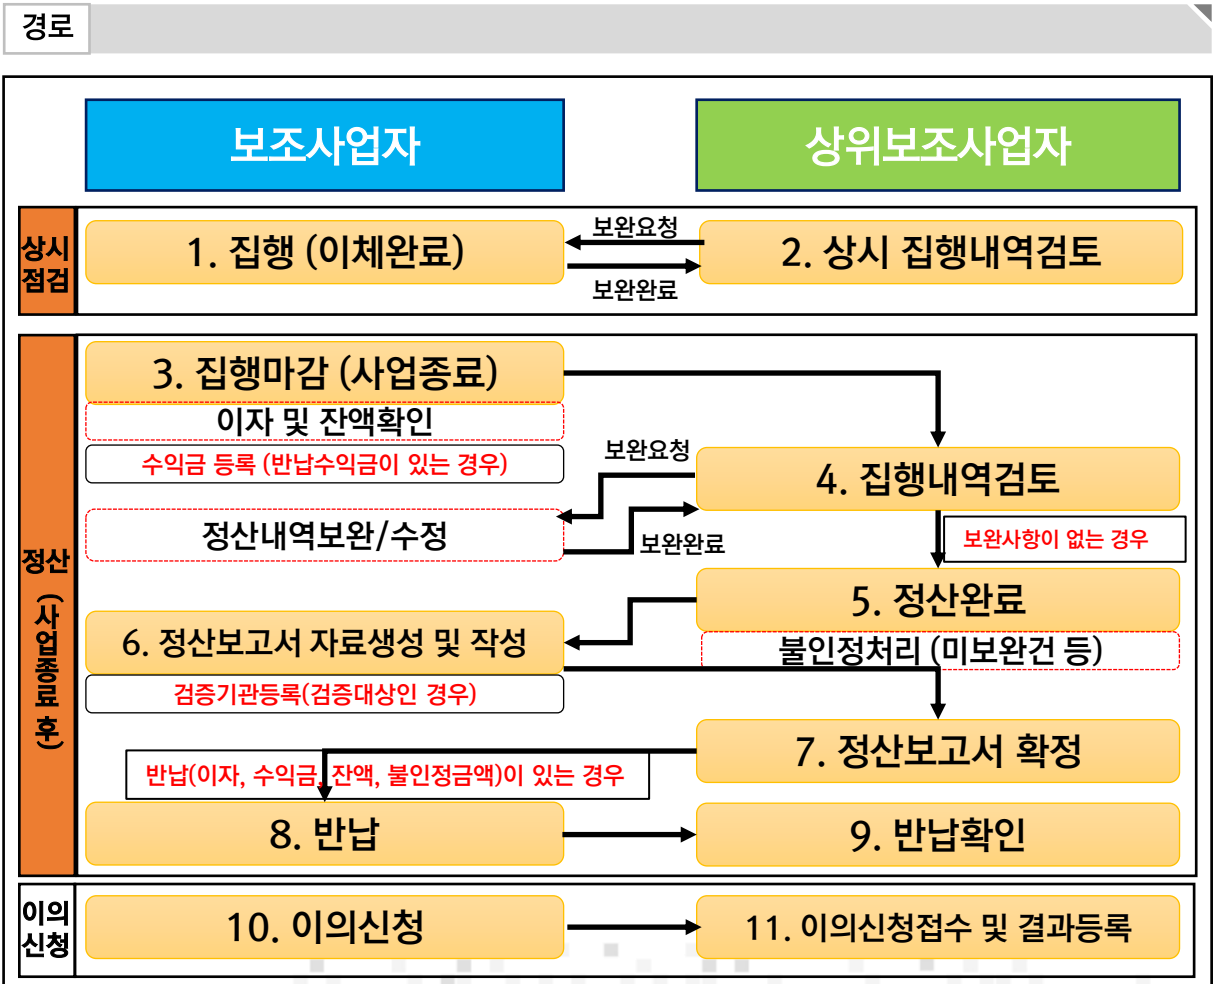 경로
보조사업자
상위보조사업자
상시
점검
1. 집행 (이체완료)
보완요청
보완완료
2. 상시 집행내역검토
정산
(사업종료 후)
3. 집행마감 (사업종료)
이자 및 잔액확인
수익금 등록 (반납수익금이 있는 경우)
보완요청
4. 집행내역검토
정산내역보완/수정
보완완료
보완사항이 없는 경우
5. 정산완료
불인정처리 (미보완건 등)
6. 정산보고서 자료생성 및 작성
검증기관등록(검증대상인 경우)
7. 정산보고서 확정
반납(이자, 수익금, 잔액, 불인정금액)이 있는 경우
8. 반납
9. 반납확인
이의
신청
10. 이의신청
11. 이의신청접수 및 결과등록